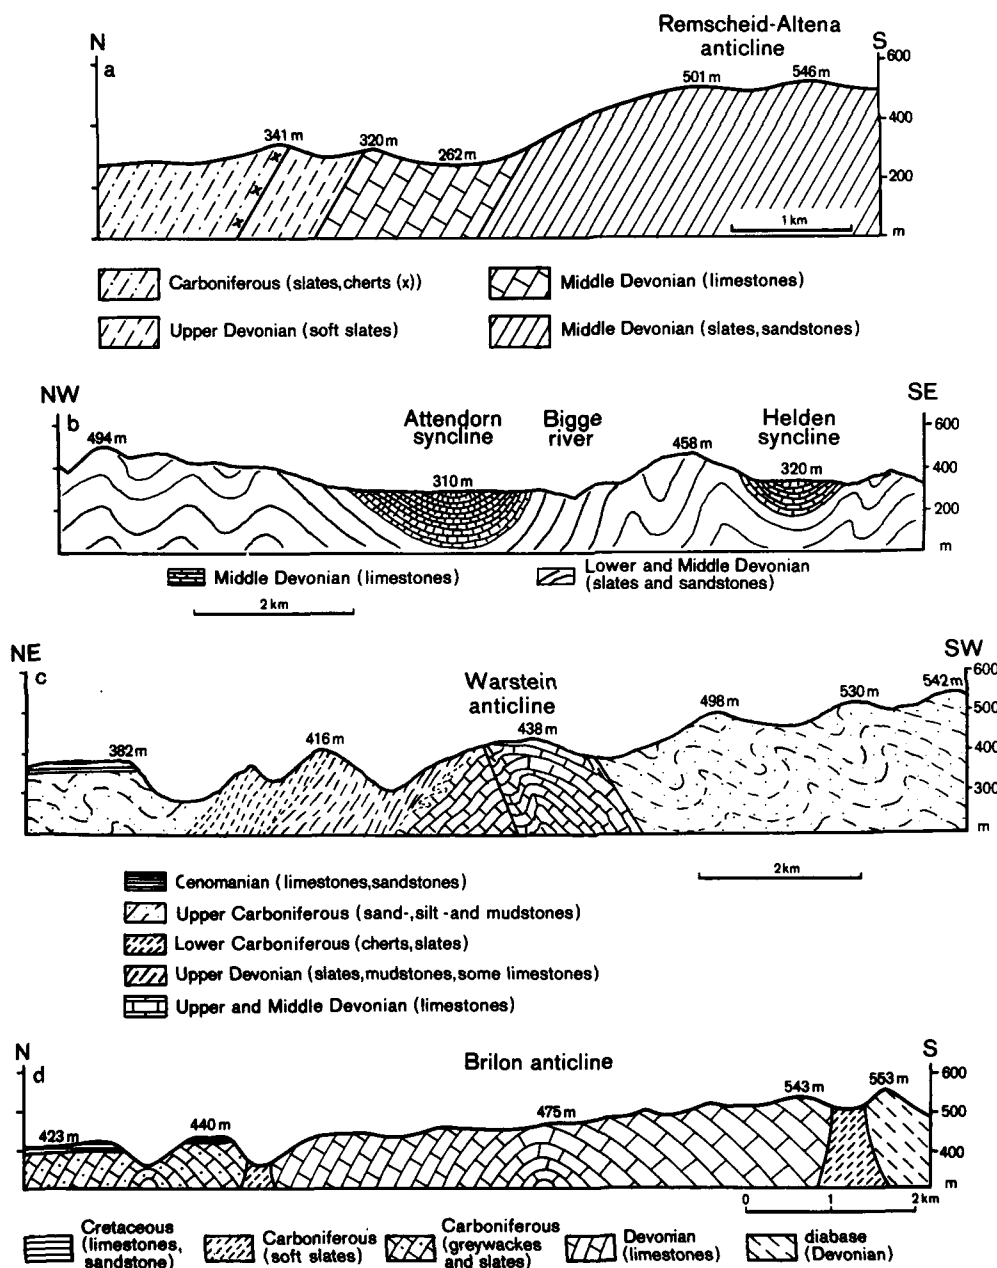 Remscheid-Altena
anticline
N
S
a
600
501 m
546 m
400
341 m
320 m
262 m
200
1 km
m
Carboniferous (slates, cherts (x))
Middle Devonian (limestones)
Upper Devonian (soft slates)
Middle Devonian (slates, sandstones)
NW
SE
b
Attendorn
syncline
Bigge
river
Helden
syncline
600
494 m
458 m
400
310 m
320 m
200
m
Middle Devonian (limestones)
Lower and Middle Devonian
(slates and sandstones)
2 km
NE
SW
c
Warstein
anticline
600
542 m
530 m
498 m
500
438 m
416 m
382 m
400
300
m
2 km
Cenomanian (limestones, sandstones)
Upper Carboniferous (sand-, silt - and mudstones)
Lower Carboniferous (cherts, slates)
Upper Devonian (slates, mudstones, some limestones)
Upper and Middle Devonian (limestones)
N
S
d
Brilon anticline
600
543 m
553 m
500
475 m
440 m
423 m
400
m
0 1 2 km
Cretaceous
(limestones,
sandstone)
Carboniferous
(soft slates)
Carboniferous
(greywackes
and slates)
Devonian
(limestones)
diabase
(Devonian)